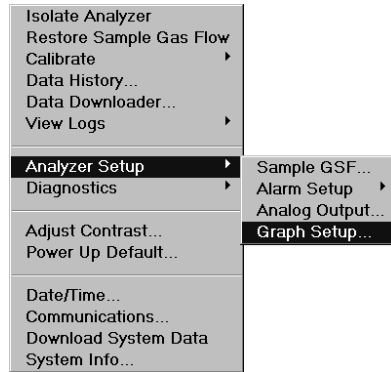 Isolate Analyzer
Restore Sample Gas Flow
Calibrate
Data History...
Data Downloader...
View Logs
Analyzer Setup
Diagnostics
Adjust Contrast...
Power Up Default...
Date/Time...
Communications...
Download System Data
System Info...
Sample GSF...
Alarm Setup
Analog Output...
Graph Setup...